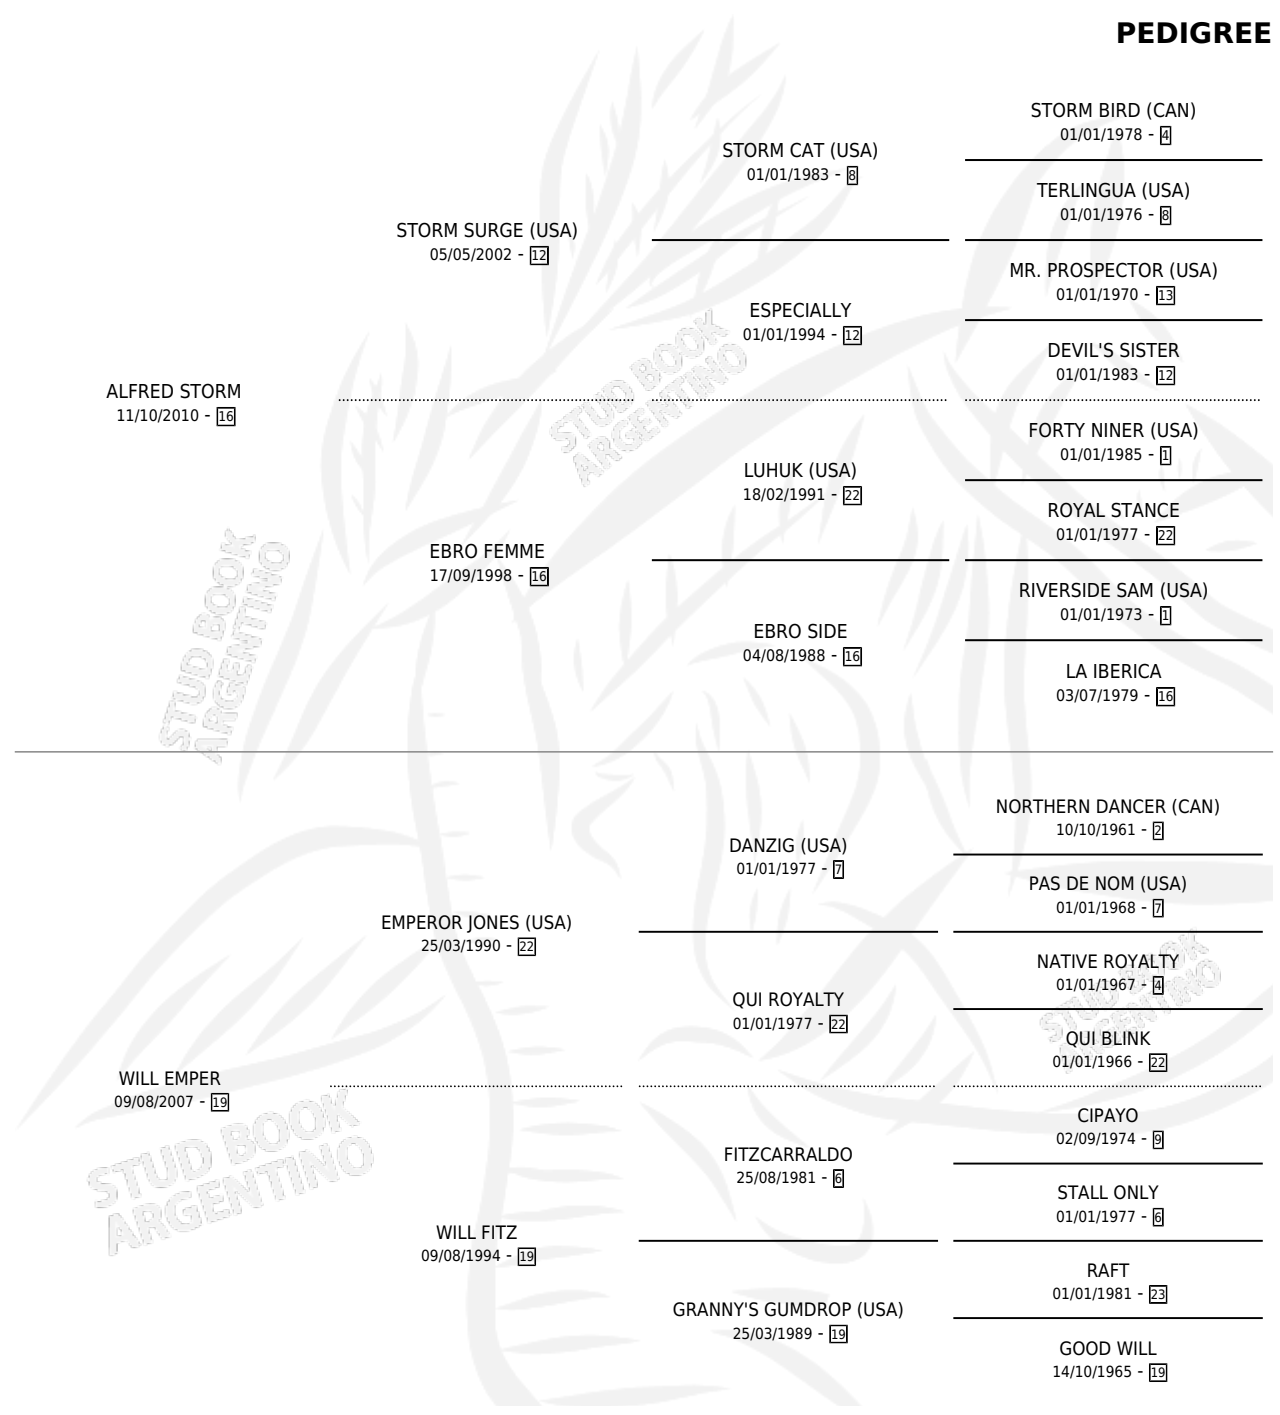 PEDIGREE
STORM BIRD (CAN)
01/01/1978 - 4
STORM CAT (USA)
01/01/1983 - 8
TERLINGUA (USA)
01/01/1976 - 8
STORM SURGE (USA)
05/05/2002 - 12
MR. PROSPECTOR (USA)
01/01/1970 - 13
ESPECIALLY
01/01/1994 - 12
DEVIL'S SISTER
01/01/1983 - 12
ALFRED STORM
11/10/2010 - 16
FORTY NINER (USA)
01/01/1985 - 1
LUHUK (USA)
18/02/1991 - 22
ROYAL STANCE
01/01/1977 - 22
EBRO FEMME
17/09/1998 - 16
RIVERSIDE SAM (USA)
01/01/1973 - 1
EBRO SIDE
04/08/1988 - 16
LA IBERICA
03/07/1979 - 16
NORTHERN DANCER (CAN)
10/10/1961 - 2
DANZIG (USA)
01/01/1977 - 7
PAS DE NOM (USA)
01/01/1968 - 7
EMPEROR JONES (USA)
25/03/1990 - 22
NATIVE ROYALTY
01/01/1967 - 4
QUI ROYALTY
01/01/1977 - 22
QUI BLINK
01/01/1966 - 22
WILL EMPER
09/08/2007 - 19
CIPAYO
02/09/1974 - 9
FITZCARRALDO
25/08/1981 - 6
STALL ONLY
01/01/1977 - 6
WILL FITZ
09/08/1994 - 19
RAFT
01/01/1981 - 23
GRANNY'S GUMDROP (USA)
25/03/1989 - 19
GOOD WILL
14/10/1965 - 19
STUD BOOK
ARGENTINO
STUD BOOK
ARGENTINO
STUD BOOK
ARGENTINO
STUD BOOK
ARGENTINO